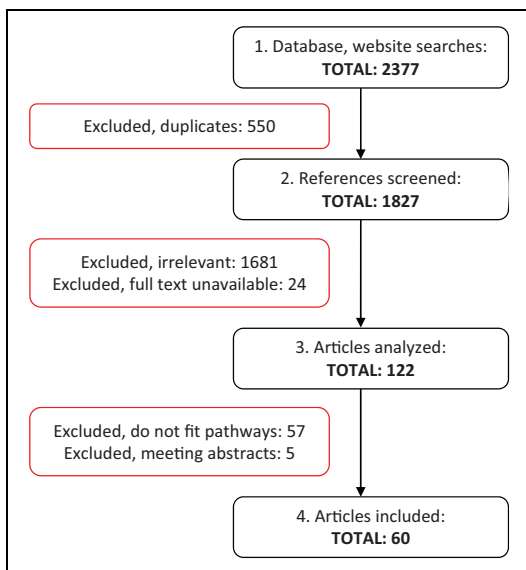 1. Database, website searches:
TOTAL: 2377
Excluded, duplicates: 550
2. References screened:
TOTAL: 1827
Excluded, irrelevant: 1681
Excluded, full text unavailable: 24
3. Articles analyzed:
TOTAL: 122
Excluded, do not fit pathways: 57
Excluded, meeting abstracts: 5
4. Articles included:
TOTAL: 60